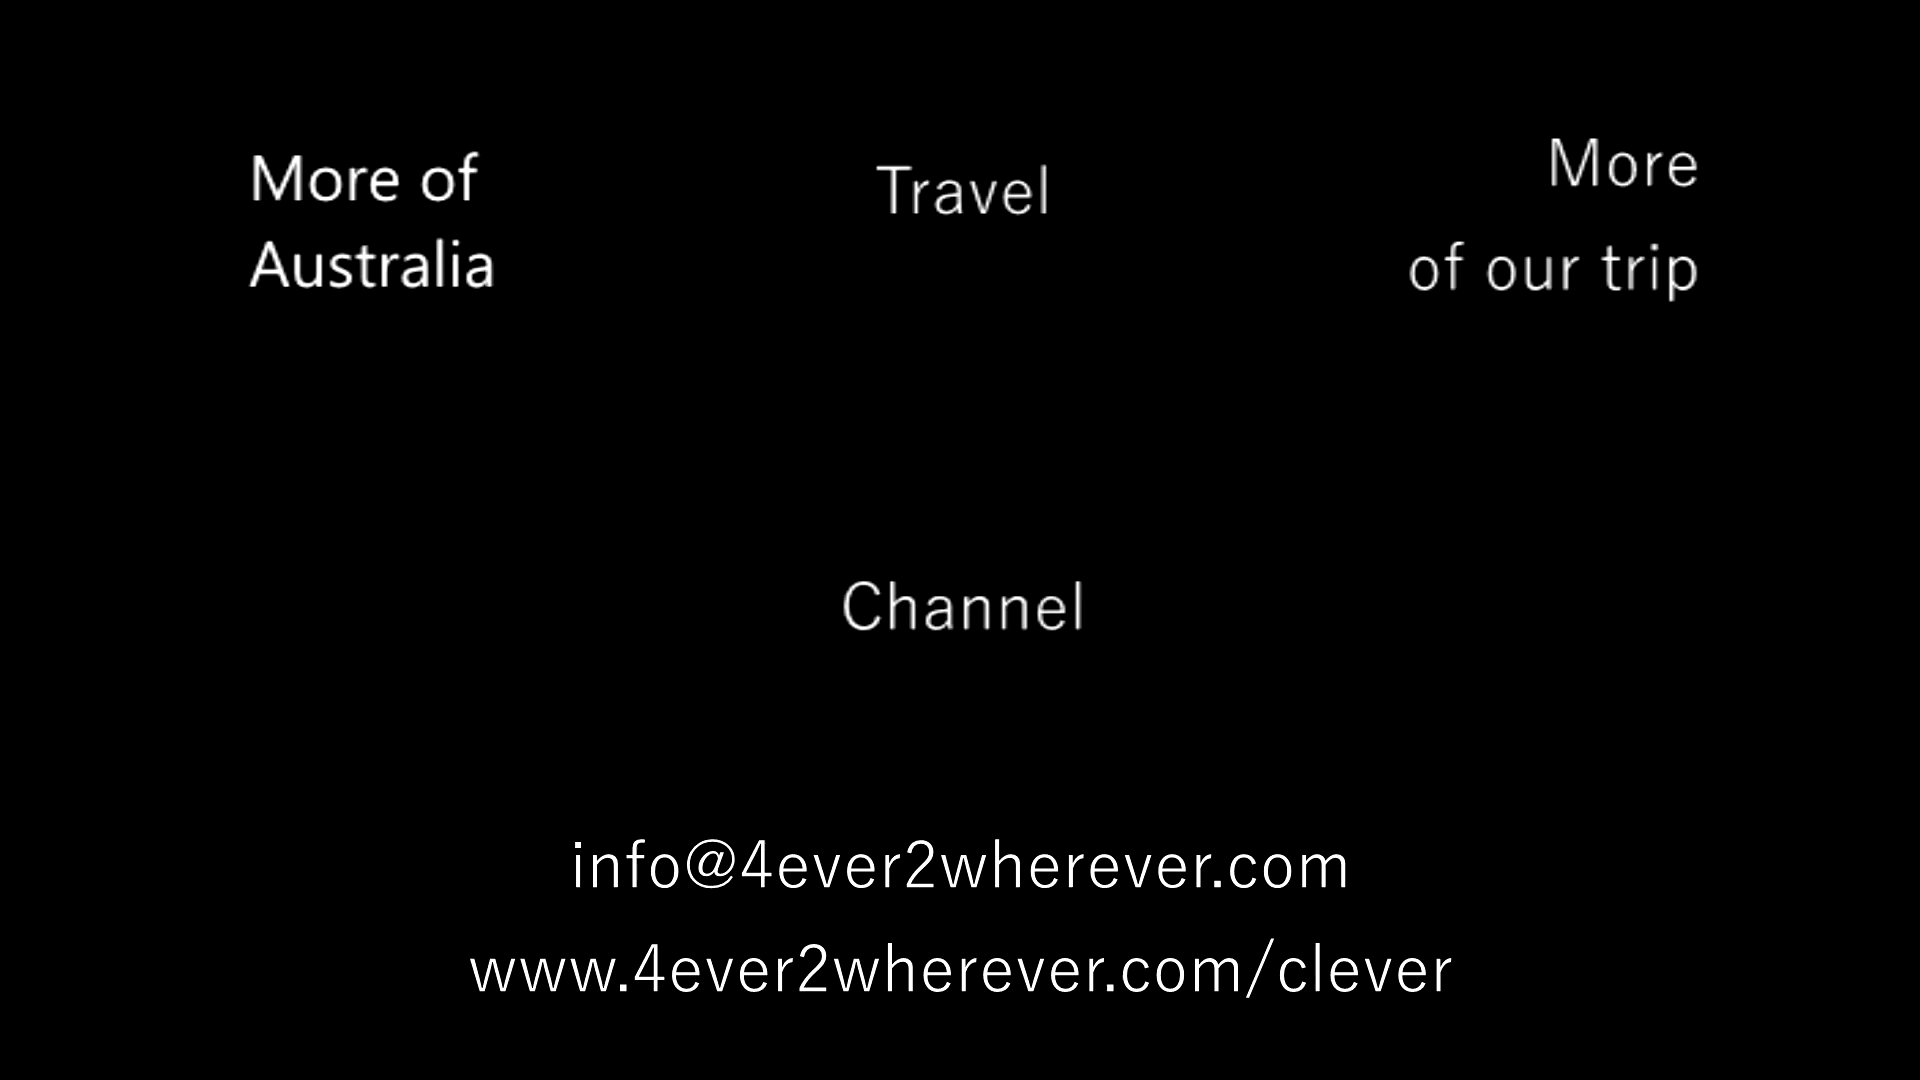 More of
Australia
Travel
More
of our trip
Channel
info@4ever2wherever.com
www.4ever2wherever.com/clever